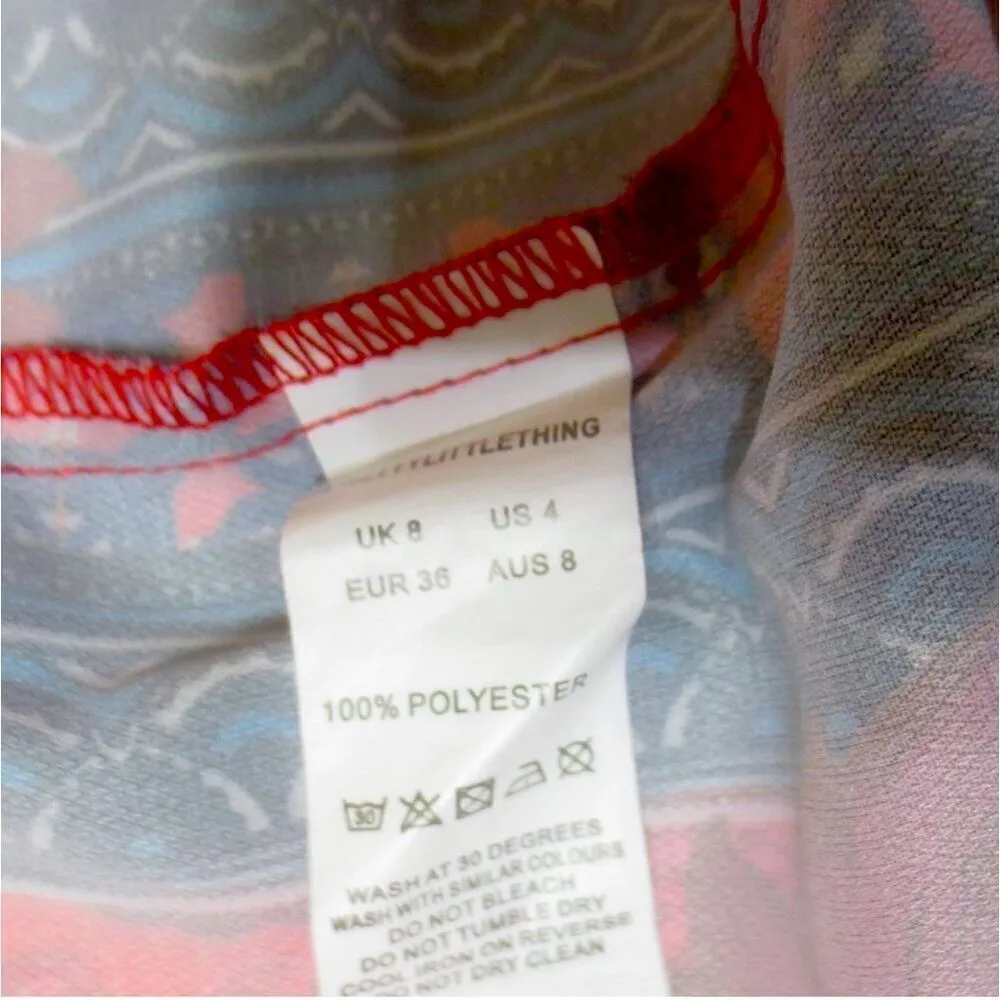 UK 8 US 4
EUR 36 AUS 8
100% POLYESTER
30
WASH AT 30 DEGREES
WASH WITH SIMILAR COLOURS
DO NOT BLEACH
DO NOT TUMBLE DRY
COOL IRON ON REVERSE
DO NOT DRY CLEAN